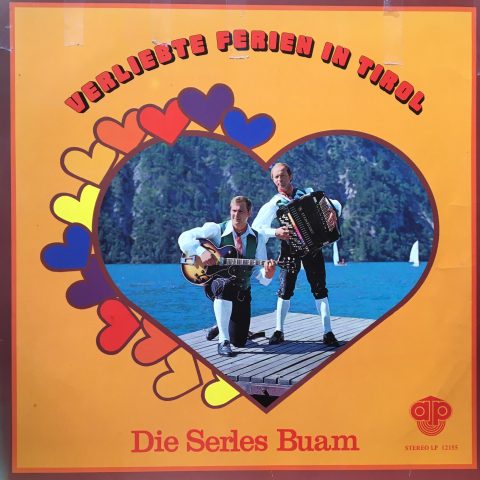 VERLIEBTE FERIEN IN TIROL
Die Serles Buam
STEREO LP 12155